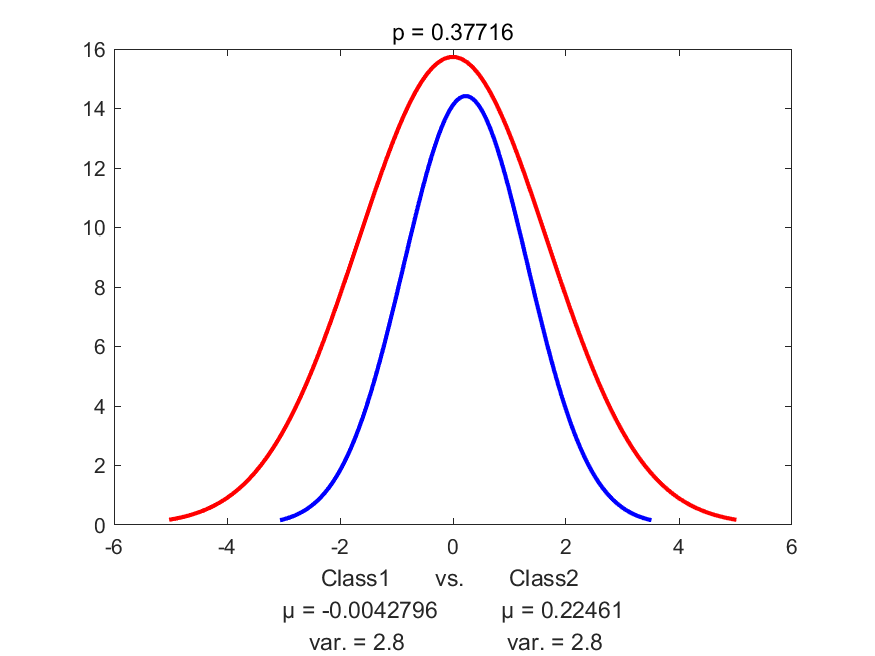 p = 0.37716
16
14
12
10
8
6
4
2
0
-6 -4 -2 0 2 4 6
Class1 vs. Class2
µ = -0.0042796 µ = 0.22461
var. = 2.8 var. = 2.8